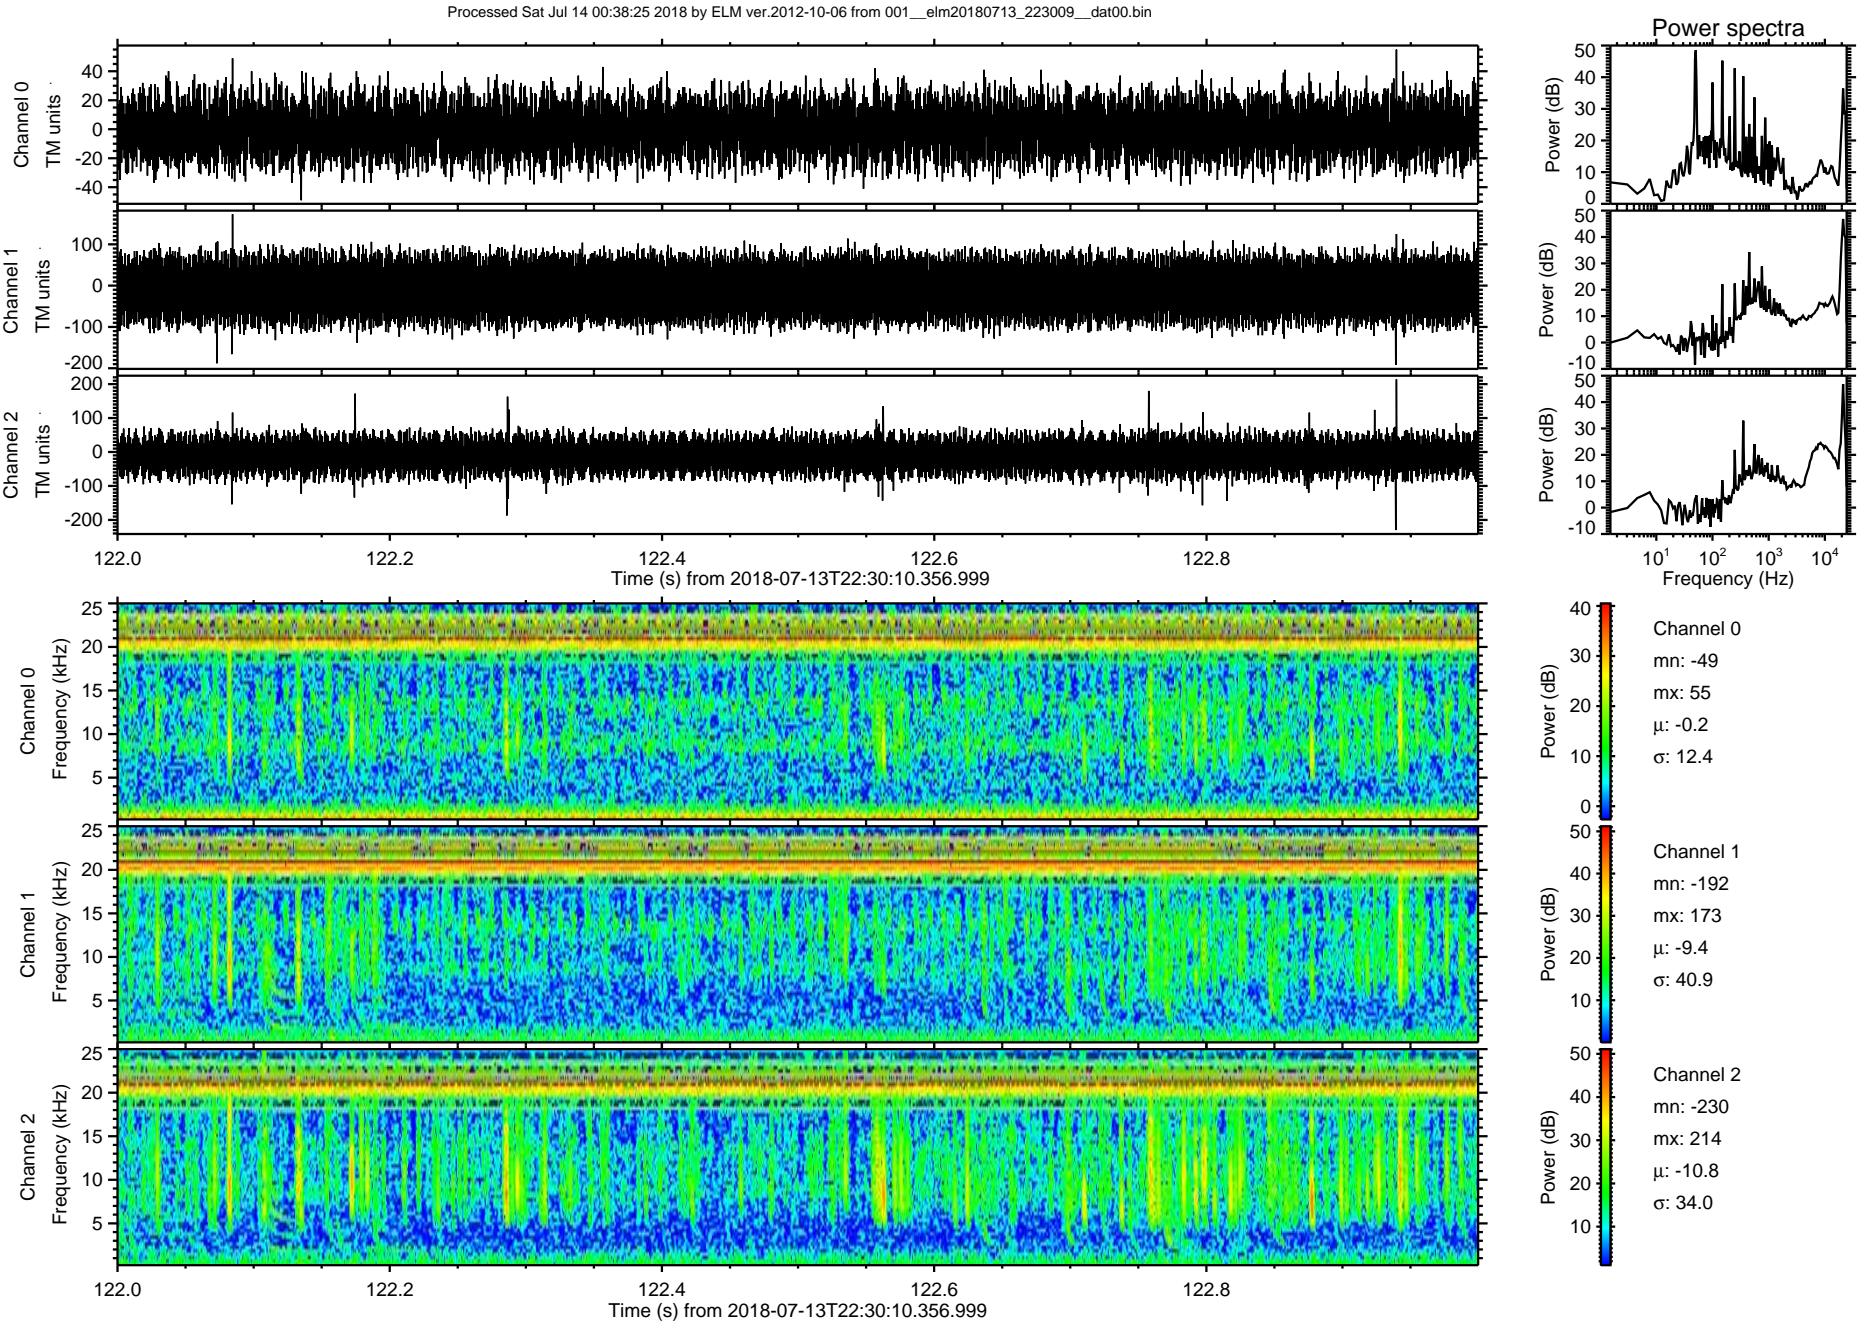 Processed Sat Jul 14 00:38:25 2018 by ELM ver.2012-10-06 from 001__elm20180713_223009__dat00.bin
Power spectra
Channel 0
TM units
40
20
0
-20
-40
Power (dB)
50
40
30
20
10
0
Channel 1
TM units
100
0
-100
-200
Power (dB)
50
40
30
20
10
0
-10
Channel 2
TM units
200
100
0
-100
-200
Power (dB)
50
40
30
20
10
0
-10
122.0 122.2 122.4 122.6 122.8
Time (s) from 2018-07-13T22:30:10.356.999
10^1 10^2 10^3 10^4
Frequency (Hz)
Channel 0
Frequency (kHz)
25
20
15
10
5
Power (dB)
40
30
20
10
0
Channel 0
mn: -49
mx: 55
μ: -0.2
σ: 12.4
Channel 1
Frequency (kHz)
25
20
15
10
5
Power (dB)
50
40
30
20
10
Channel 1
mn: -192
mx: 173
μ: -9.4
σ: 40.9
Channel 2
Frequency (kHz)
25
20
15
10
5
Power (dB)
50
40
30
20
10
Channel 2
mn: -230
mx: 214
μ: -10.8
σ: 34.0
122.0 122.2 122.4 122.6 122.8
Time (s) from 2018-07-13T22:30:10.356.999